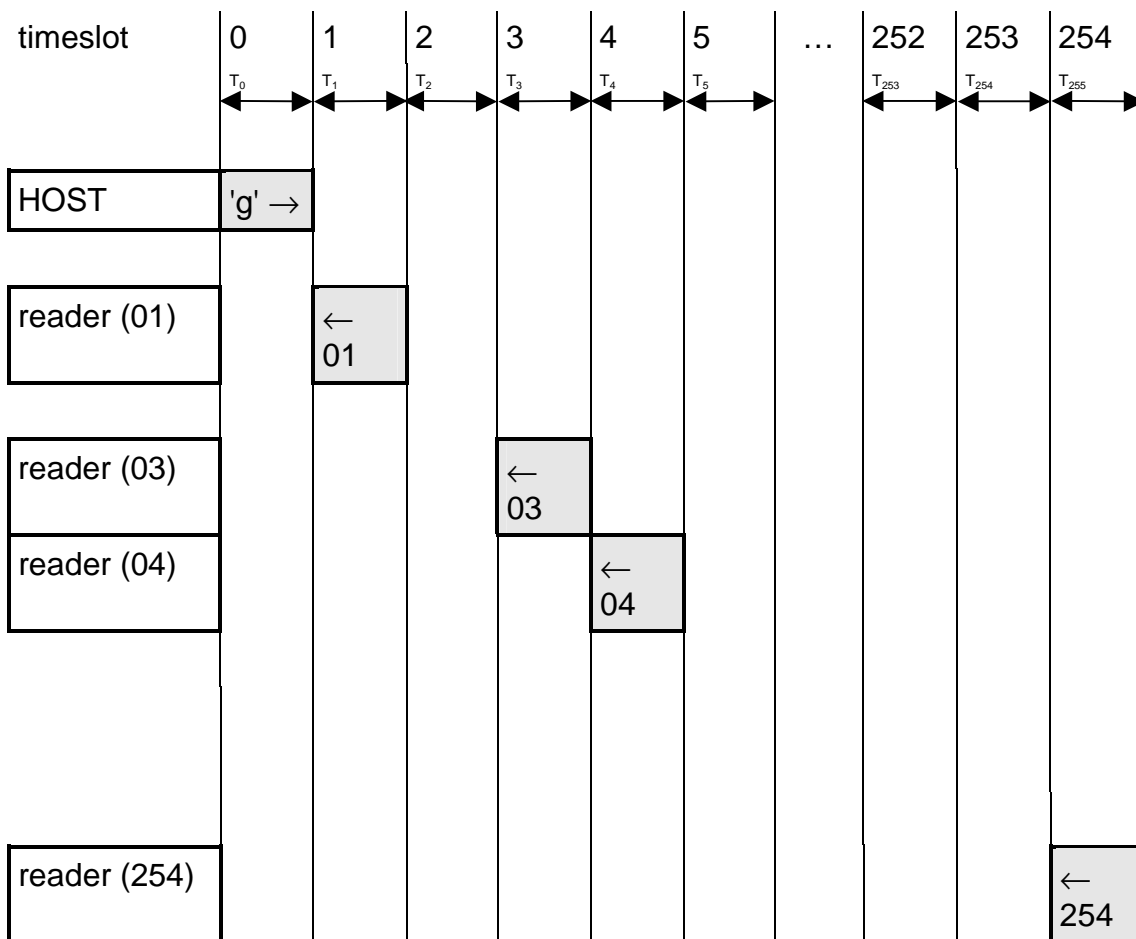 timeslot 0 1 2 3 4 5 … 252 253 254
T0 T1 T2 T3 T4 T5 T253 T254 T255
HOST 'g' →
reader (01) ←
01
reader (03) ←
03
reader (04) ←
04
reader (254) ←
254